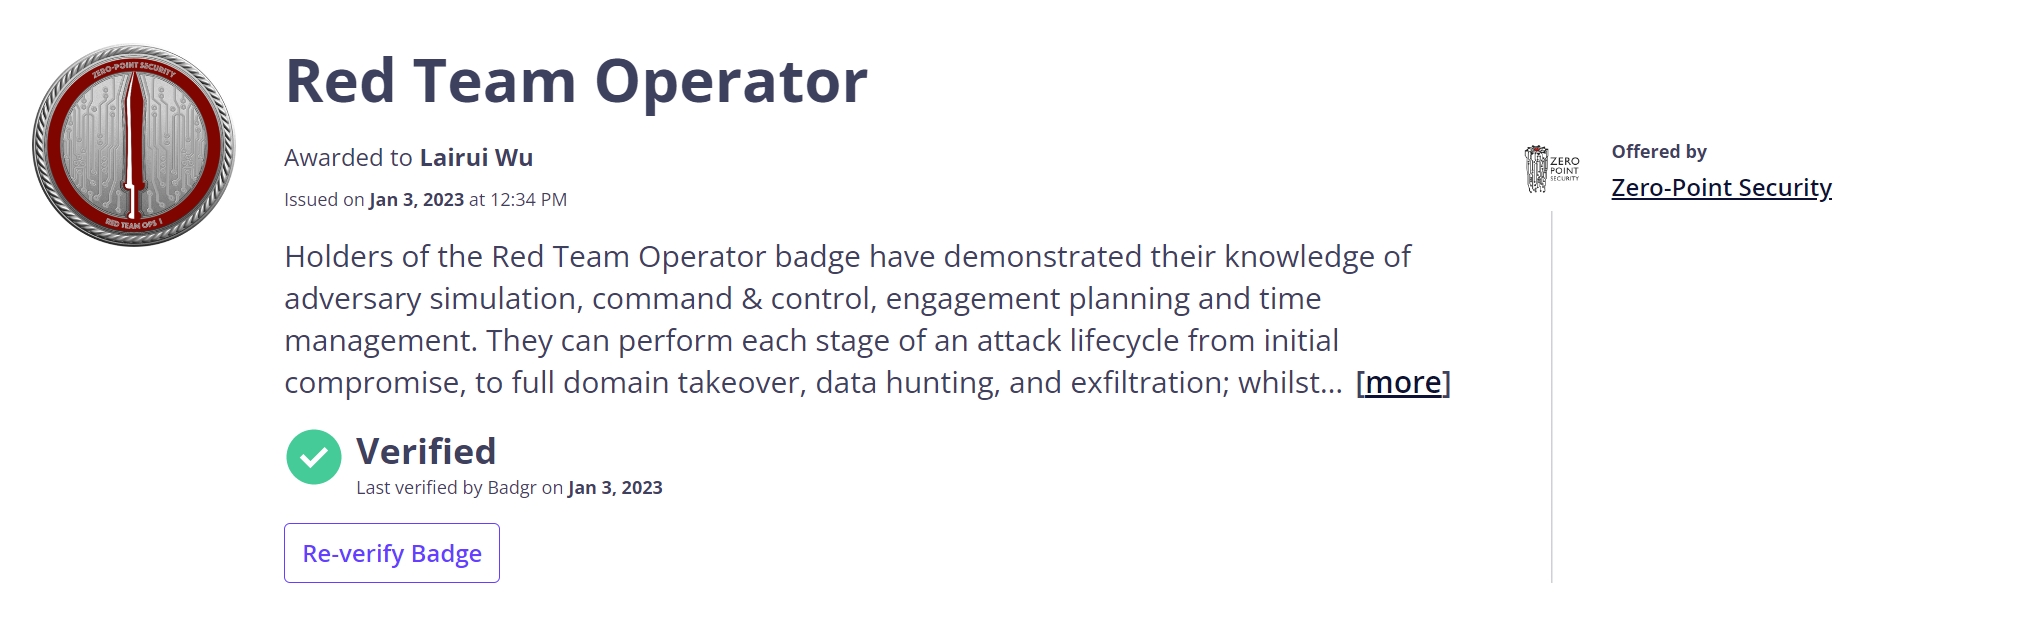 ZERO-POINT SECURITY
RED TEAM OPS I
Red Team Operator
Awarded to Lairui Wu
Issued on Jan 3, 2023 at 12:34 PM
Holders of the Red Team Operator badge have demonstrated their knowledge of
adversary simulation, command & control, engagement planning and time
management. They can perform each stage of an attack lifecycle from initial
compromise, to full domain takeover, data hunting, and exfiltration; whilst... [more]
Verified
Last verified by Badgr on Jan 3, 2023
Re-verify Badge
ZERO
POINT
SECURITY
Offered by
Zero-Point Security